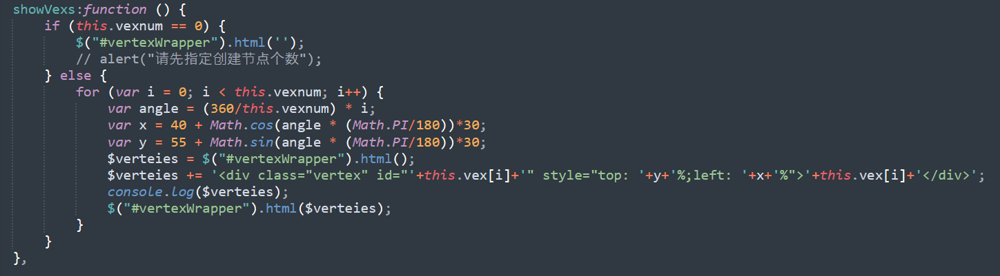 showVexs:function () {
    if (this.vexnum == 0) {
        $("#vertexWrapper").html('');
        // alert("请先指定创建节点个数");
    } else {
        for (var i = 0; i < this.vexnum; i++) {
            var angle = (360/this.vexnum) * i;
            var x = 40 + Math.cos(angle * (Math.PI/180))*30;
            var y = 55 + Math.sin(angle * (Math.PI/180))*30;
            $verteies = $("#vertexWrapper").html();
            $verteies += '<div class="vertex" id="'+this.vex[i]+'" style="top: '+y+'%;left: '+x+'%">'+this.vex[i]+'</div>';
            console.log($verteies);
            $("#vertexWrapper").html($verteies);
        }
    }
},